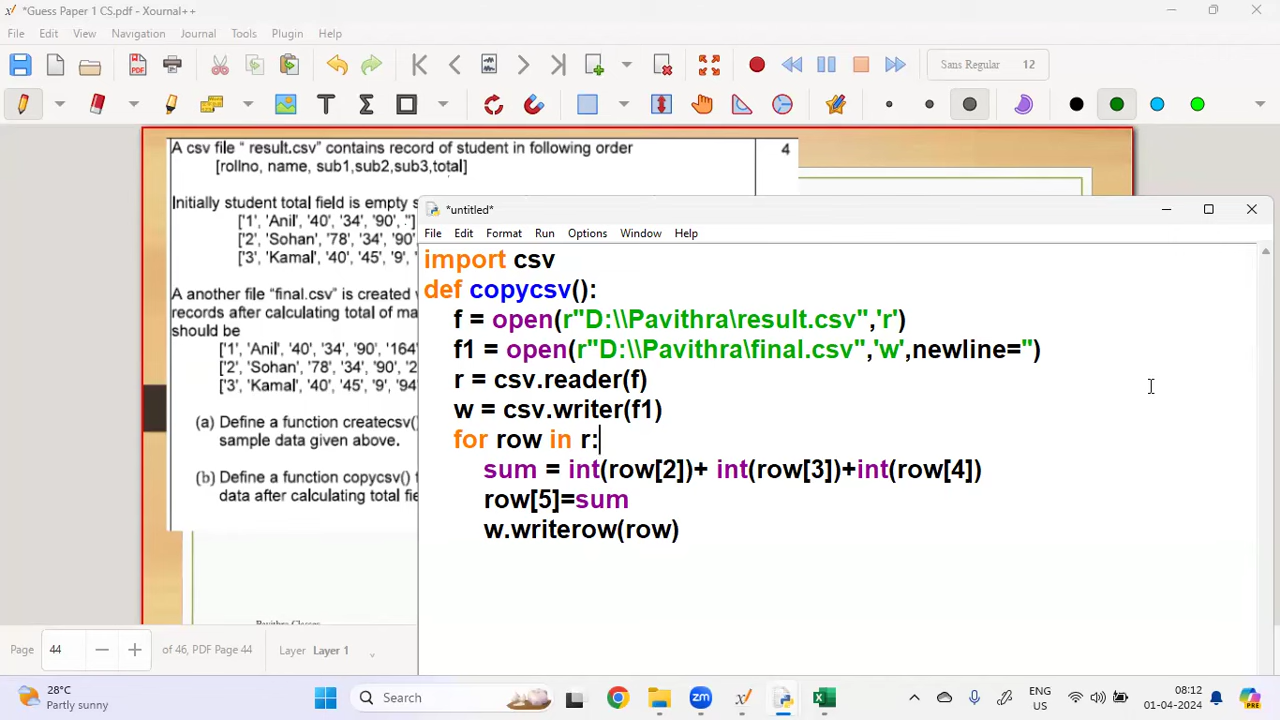 *Guess Paper 1 CS.pdf - Xournal++
File Edit View Navigation Journal Tools Plugin Help
PDF
Sans Regular 12
A csv file “ result.csv” contains record of student in following order
4
[rollno, name, sub1,sub2,sub3,total]
Initially student total field is empty s
['1', 'Anil', '40', '34', '90', '']
['2', 'Sohan', '78', '34', '90'
['3', 'Kamal', '40', '45', '9', '
A another file “final.csv” is created w
records after calculating total of ma
should be
['1', 'Anil', '40', '34', '90', '164'
['2', 'Sohan', '78', '34', '90', '2
['3', 'Kamal', '40', '45', '9', '94'
(a) Define a function createcsv()
sample data given above.
(b) Define a function copycsv() t
data after calculating total fie
*untitled*
File Edit Format Run Options Window Help
import csv
def copycsv():
f = open(r"D:\\Pavithra\result.csv",'r')
f1 = open(r"D:\\Pavithra\final.csv",'w',newline='')
r = csv.reader(f)
w = csv.writer(f1)
for row in r:
sum = int(row[2])+ int(row[3])+int(row[4])
row[5]=sum
w.writerow(row)
Pavithra Classes
Page 44 of 46, PDF Page 44 Layer Layer 1
28°C
Partly sunny
Search
zm
ENG
US
08:12
01-04-2024
PRE